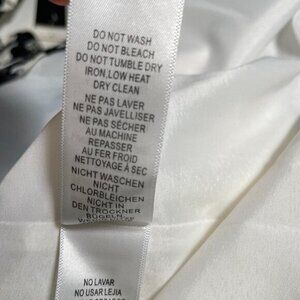 DO NOT WASH
DO NOT BLEACH
DO NOT TUMBLE DRY
IRON, LOW HEAT
DRY CLEAN
NE PAS LAVER
NE PAS JAVELLISER
NE PAS SÉCHER
AU MACHINE
REPASSER
AU FER FROID
NETTOYAGE À SEC
NICHT WASCHEN
NICHT
CHLORBLEICHEN
NICHT IN
DEN TROCKNER
BÜGELN,
NO LAVAR
NO USAR LEJIA